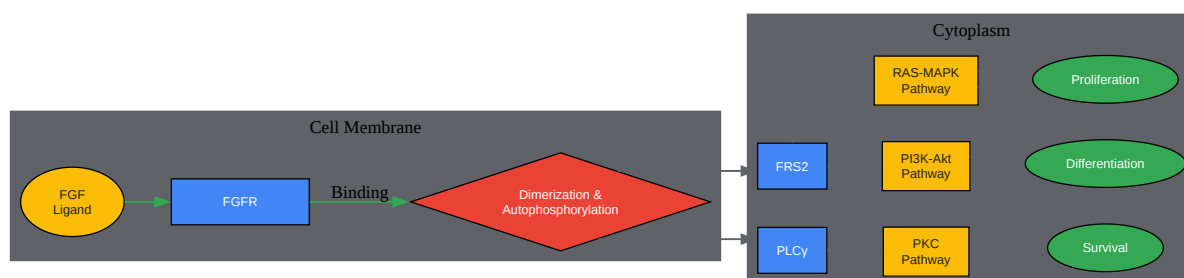 Cell Membrane
FGF
Ligand
FGFR
Binding
Dimerization &
Autophosphorylation
Cytoplasm
RAS-MAPK
Pathway
Proliferation
FRS2
PI3K-Akt
Pathway
Differentiation
PLCγ
PKC
Pathway
Survival